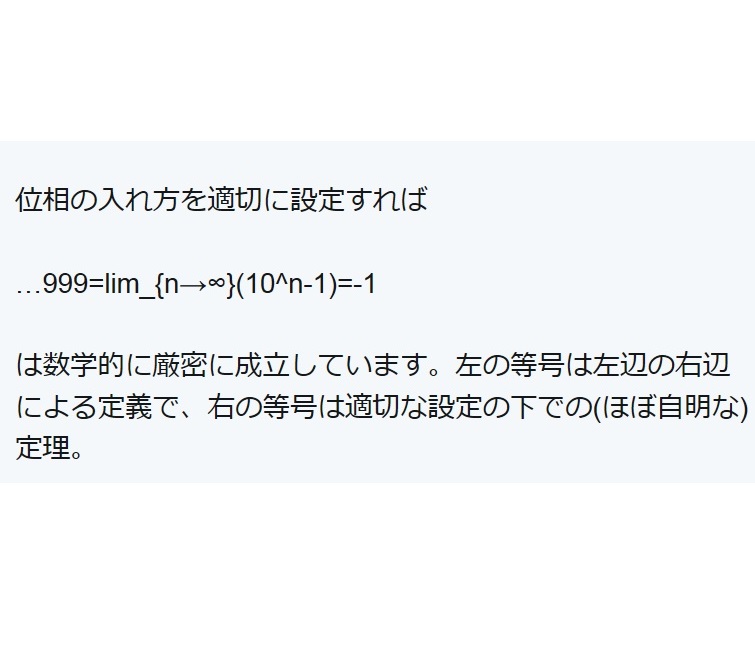 位相の入れ方を適切に設定すれば
…999=lim_{n→∞}(10^n-1)=-1
は数学的に厳密に成立しています。左の等号は左辺の右辺
による定義で、右の等号は適切な設定の下での(ほぼ自明な)
定理。